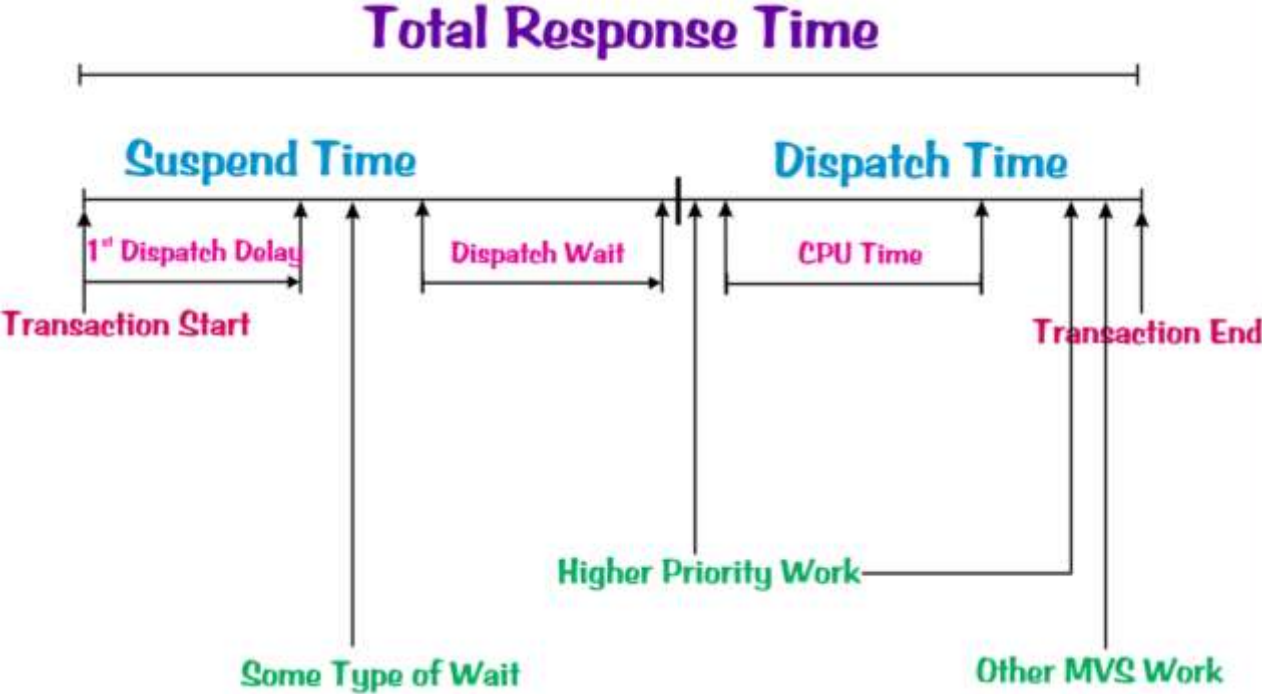 Total Response Time
Suspend Time
Dispatch Time
1st Dispatch Delay
Dispatch Wait
CPU Time
Transaction Start
Transaction End
Higher Priority Work
Some Type of Wait
Other MVS Work